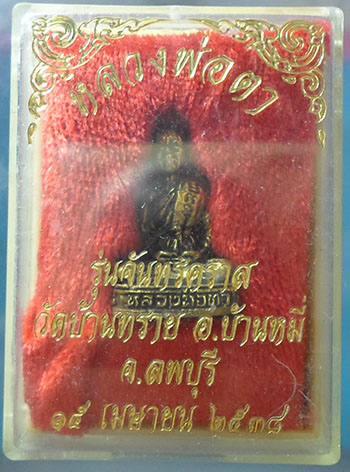 หลวงพ่อตา
รุ่นจันทร์ตรัส
หลวงพ่อตา
วัดบ้านทราย อ.บ้านหมี่
จ.ลพบุรี
๑๕ เมษายน ๒๕๓๘